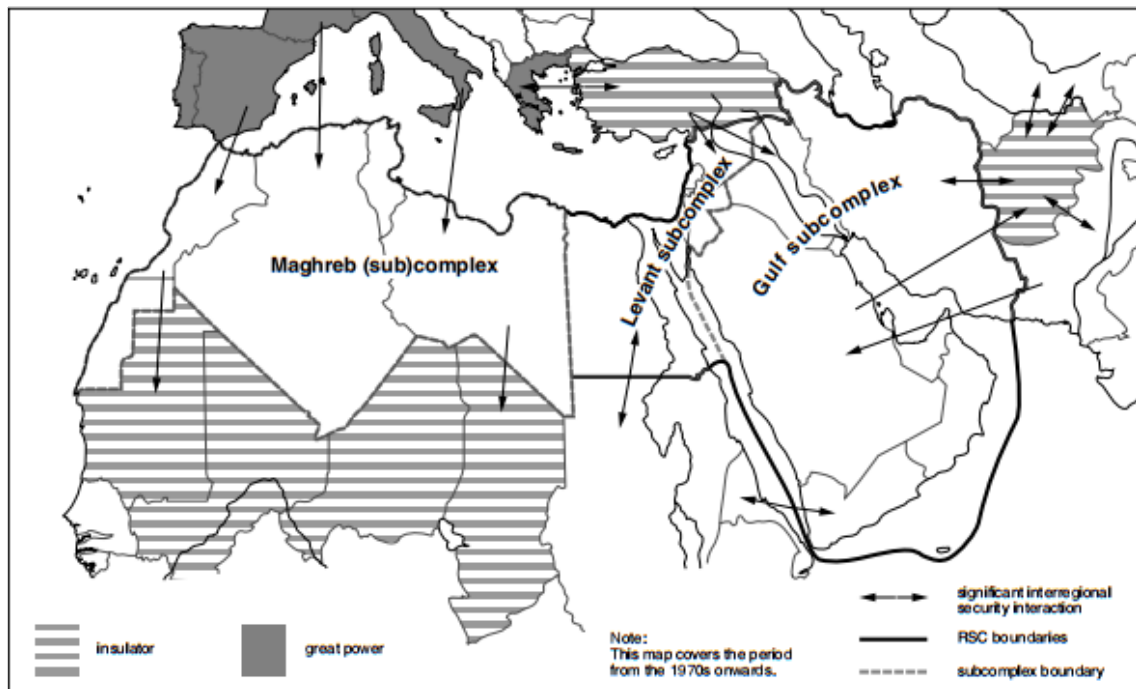 Maghreb (sub)complex
Levant subcomplex
Gulf subcomplex
insulator
great power
Note:
This map covers the period
from the 1970s onwards.
significant interregional
security interaction
RSC boundaries
subcomplex boundary